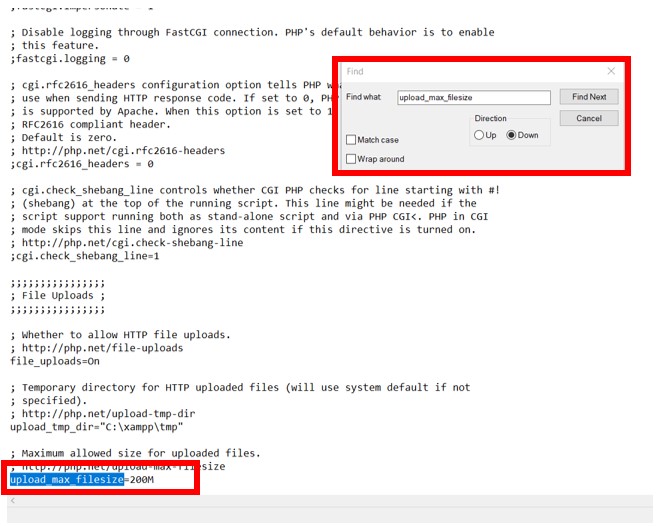 ;fastcgi.impersonate = 1
; Disable logging through FastCGI connection. PHP's default behavior is to enable
; this feature.
;fastcgi.logging = 0
; cgi.rfc2616_headers configuration option tells PHP
; use when sending HTTP response code. If set to 0,
; is supported by Apache. When this option is set to 1
; RFC2616 compliant header.
; Default is zero.
; http://php.net/cgi.rfc2616-headers
;cgi.rfc2616_headers = 0
Find
Find what:
upload_max_filesize
Find Next
Cancel
Direction
Up
Down
Match case
Wrap around
; cgi.check_shebang_line controls whether CGI PHP checks for line starting with #!
; (shebang) at the top of the running script. This line might be needed if the
; script support running both as stand-alone script and via PHP CGI<. PHP in CGI
; mode skips this line and ignores its content if this directive is turned on.
; http://php.net/cgi.check-shebang-line
;cgi.check_shebang_line=1
;;;;;;;;;;;;;;;;
; File Uploads ;
;;;;;;;;;;;;;;;;
; Whether to allow HTTP file uploads.
; http://php.net/file-uploads
file_uploads=On
; Temporary directory for HTTP uploaded files (will use system default if not
; specified).
; http://php.net/upload-tmp-dir
upload_tmp_dir="C:\xampp\tmp"
; Maximum allowed size for uploaded files.
; http://php.net/upload-max-filesize
upload_max_filesize=200M